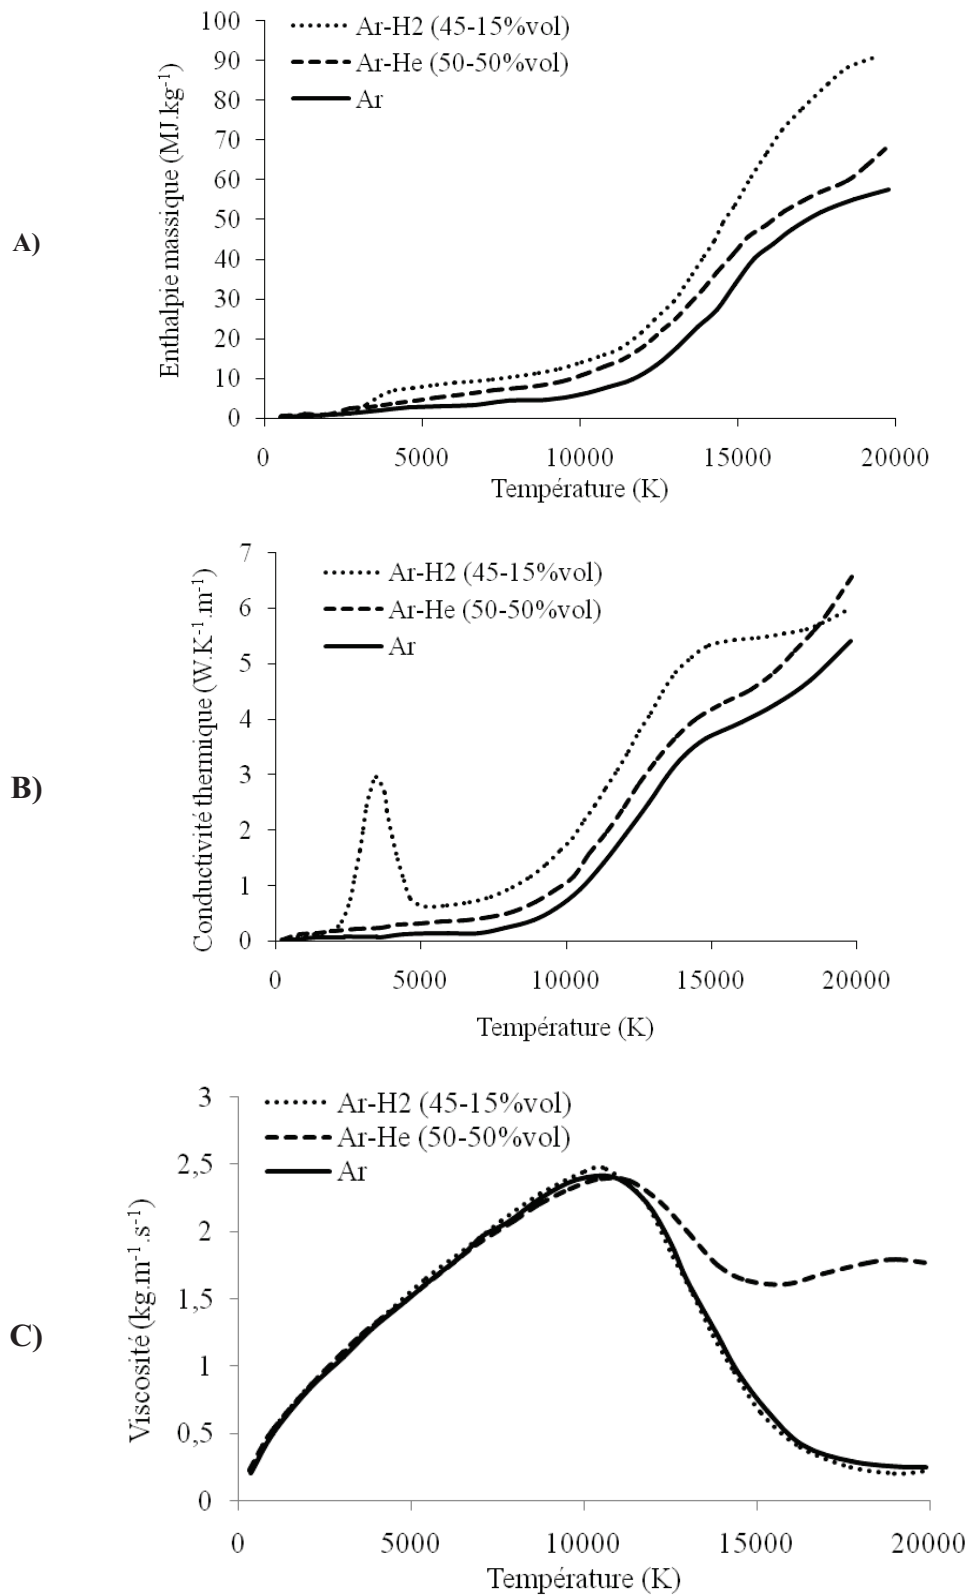 A)
Enthalpie massique (MJ.kg⁻¹)
100
90
80
70
60
50
40
30
20
10
0
Ar-H2 (45-15%vol)
Ar-He (50-50%vol)
Ar
0 5000 10000 15000 20000
Température (K)
B)
Conductivité thermique (W.K⁻¹.m⁻¹)
7
6
5
4
3
2
1
0
Ar-H2 (45-15%vol)
Ar-He (50-50%vol)
Ar
0 5000 10000 15000 20000
Température (K)
C)
Viscosité (kg.m⁻¹.s⁻¹)
3
2,5
2
1,5
1
0,5
0
Ar-H2 (45-15%vol)
Ar-He (50-50%vol)
Ar
0 5000 10000 15000 20000
Température (K)